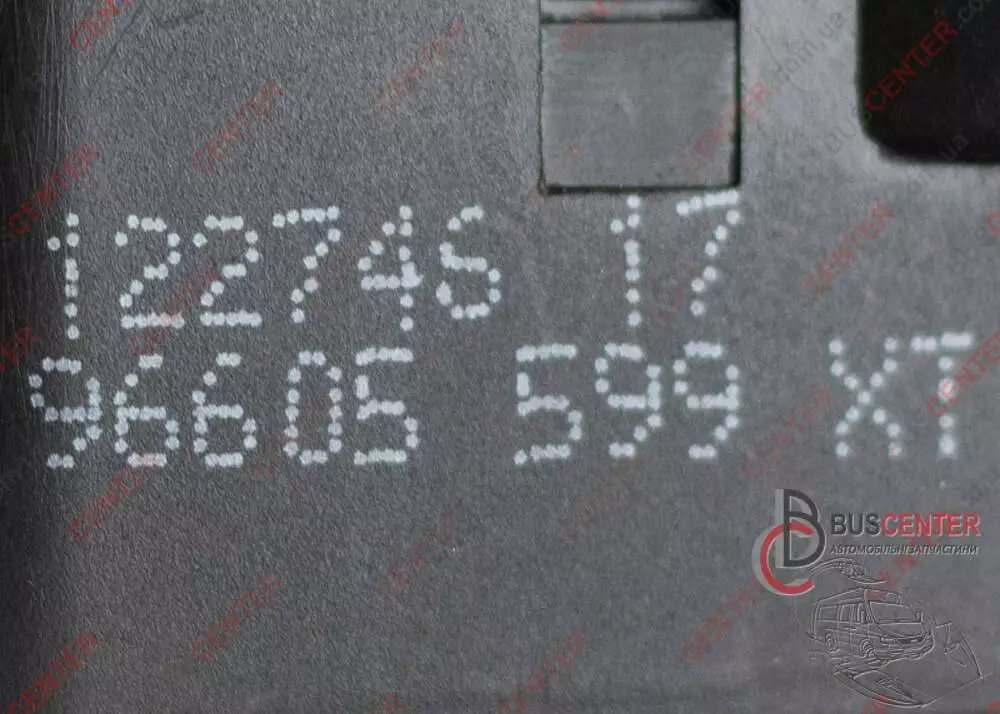 122746 17
96605 599 XT
BUSCENTER
АВТОМОБІЛЬНІ ЗАПЧАСТИНИ